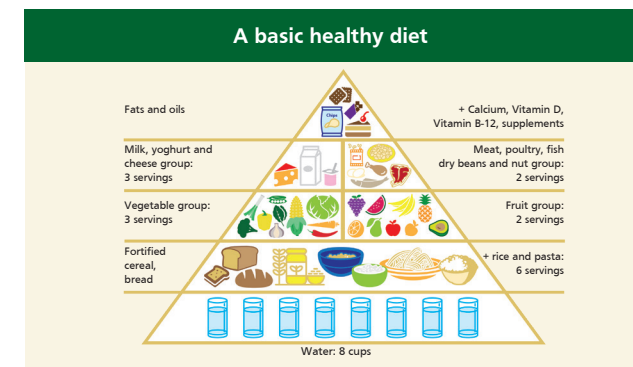 A basic healthy diet
Fats and oils
+ Calcium, Vitamin D,
Vitamin B-12, supplements
Chips
Milk, yoghurt and
cheese group:
3 servings
Meat, poultry, fish
dry beans and nut group:
2 servings
Vegetable group:
3 servings
Fruit group:
2 servings
Fortified
cereal,
bread
+ rice and pasta:
6 servings
Water: 8 cups